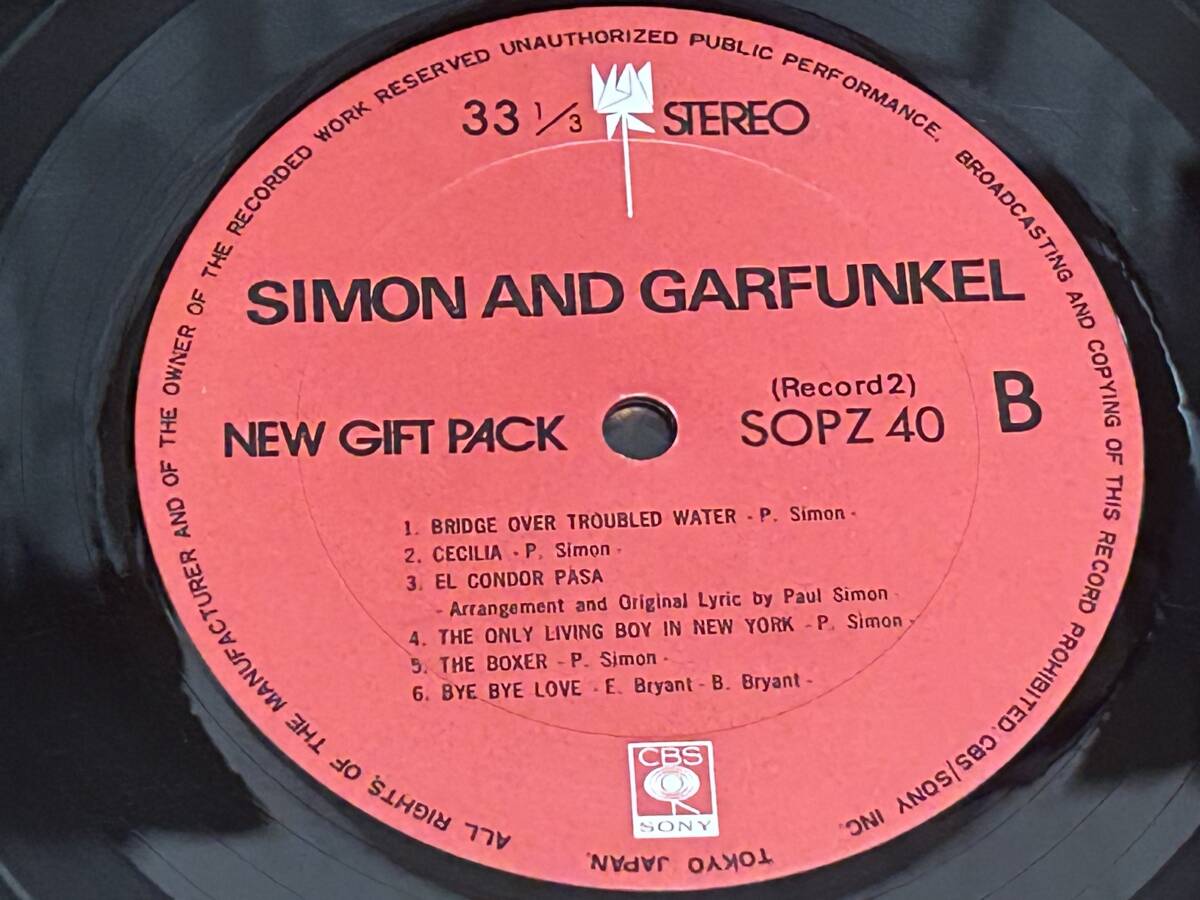 33 1/3 STEREO
SIMON AND GARFUNKEL
(Record 2)
NEW GIFT PACK SOPZ 40 B
1. BRIDGE OVER TROUBLED WATER - P. Simon -
2. CECILIA - P. Simon -
3. EL CONDOR PASA
- Arrangement and Original Lyric by Paul Simon -
4. THE ONLY LIVING BOY IN NEW YORK - P. Simon -
5. THE BOXER - P. Simon -
6. BYE BYE LOVE - E. Bryant - B. Bryant -
CBS
SONY
ALL RIGHTS, OF THE MANUFACTURER AND OF THE OWNER OF THE RECORDED WORK RESERVED UNAUTHORIZED PUBLIC PERFORMANCE. BROADCASTING AND COPYING OF THIS RECORD PROHIBITED. CBS/SONY INC.
TOKYO JAPAN.